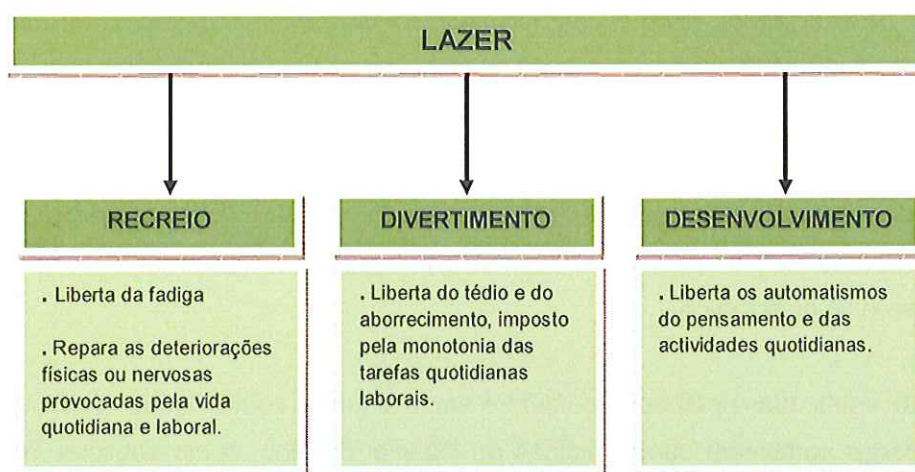 LAZER
RECREIO
. Liberta da fadiga
. Repara as deteriorações
físicas ou nervosas
provocadas pela vida
quotidiana e laboral.
DIVERTIMENTO
. Liberta do tédio e do
aborrecimento, imposto
pela monotonia das
tarefas quotidianas
laborais.
DESENVOLVIMENTO
. Liberta os automatismos
do pensamento e das
actividades quotidianas.